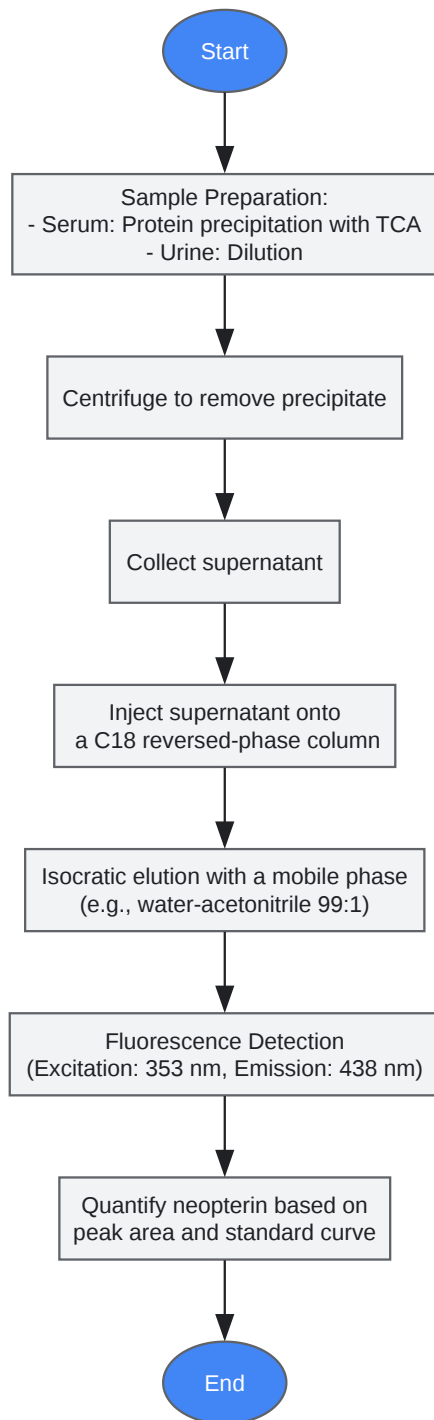 Start
Sample Preparation:
- Serum: Protein precipitation with TCA
- Urine: Dilution
Centrifuge to remove precipitate
Collect supernatant
Inject supernatant onto
a C18 reversed-phase column
Isocratic elution with a mobile phase
(e.g., water-acetonitrile 99:1)
Fluorescence Detection
(Excitation: 353 nm, Emission: 438 nm)
Quantify neopterin based on
peak area and standard curve
End